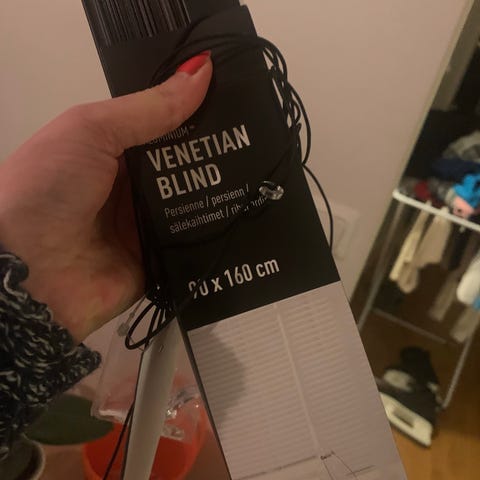 VENETIAN
BLIND
Persienne / persienn /
sälekaihtimet /
0 x 160 cm